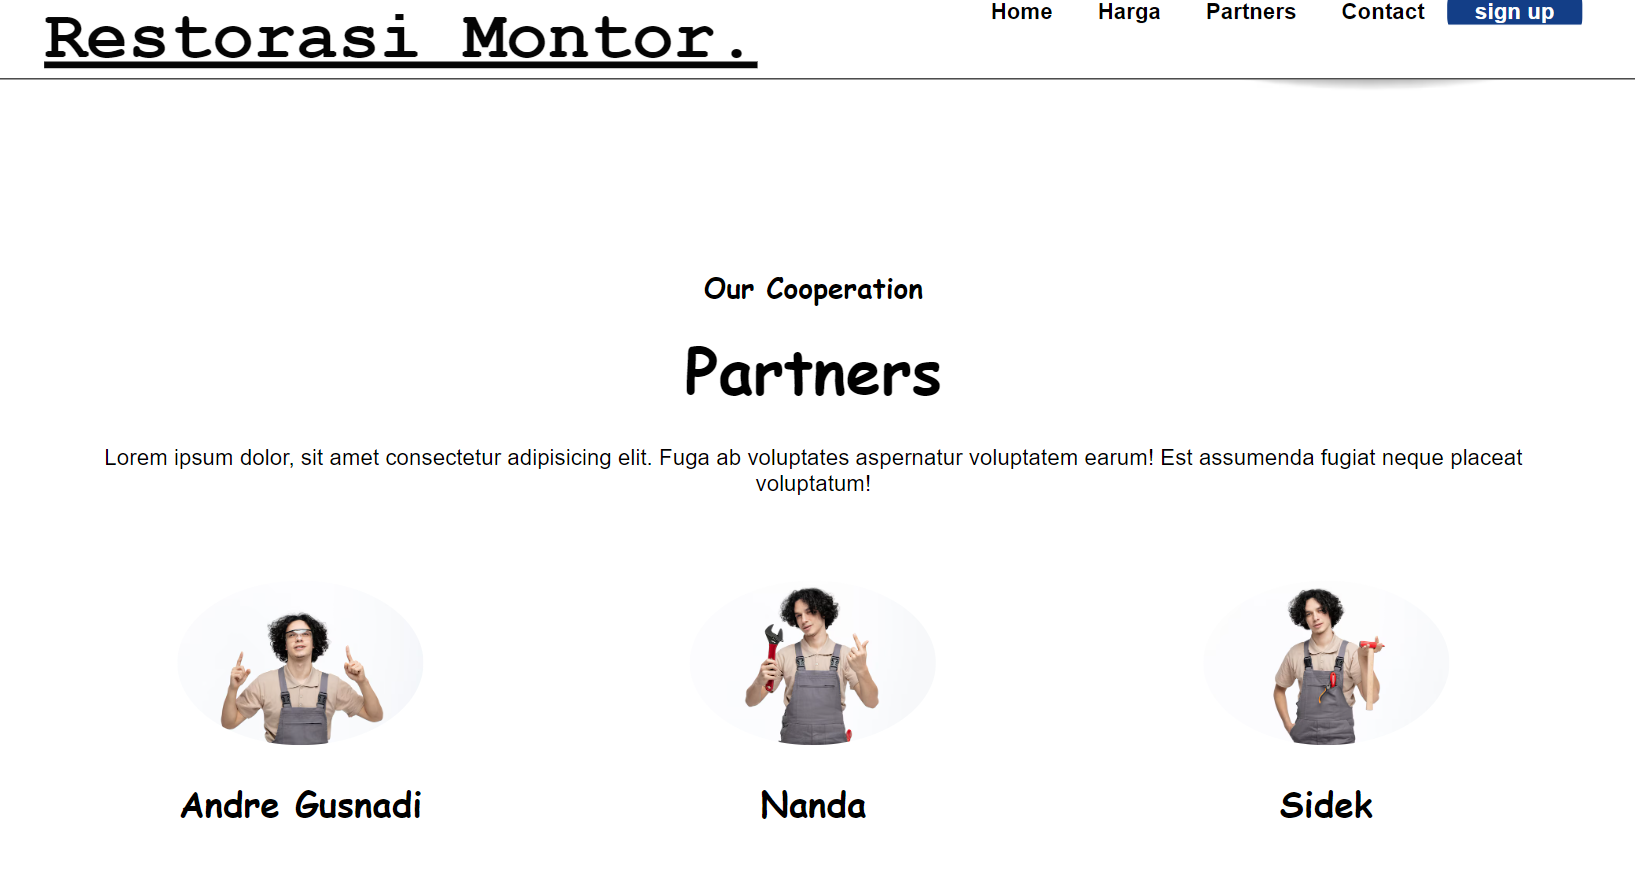 Restorasi Montor.
Home Harga Partners Contact sign up
Our Cooperation
Partners
Lorem ipsum dolor, sit amet consectetur adipisicing elit. Fuga ab voluptates aspernatur voluptatem earum! Est assumenda fugiat neque placeat
voluptatum!
Andre Gusnadi
Nanda
Sidek